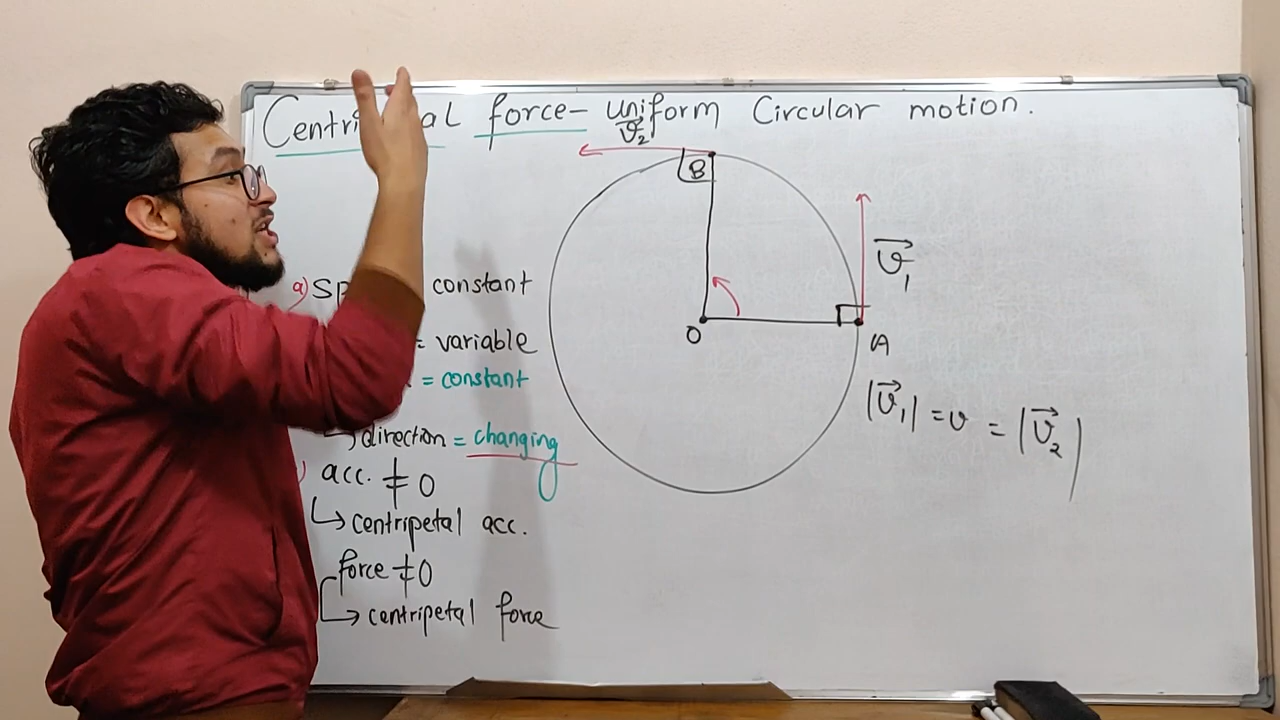 force- uniform Circular motion.
v⃗₂
B
a) constant
v⃗₁
= variable
O
A
= constant
|v⃗₁| = v = |v⃗₂|
↳ direction = changing
) acc. ≠ 0
↳ centripetal acc.
force ≠ 0
↳ centripetal force